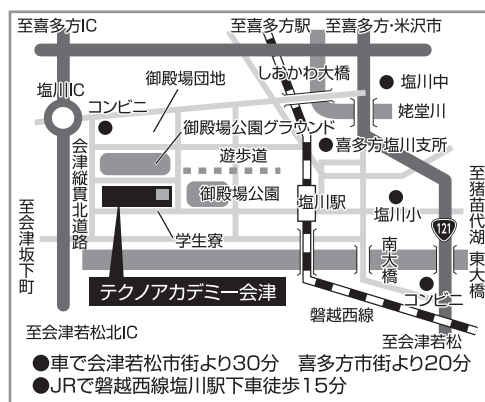 至喜多方IC
至喜多方駅
至喜多方・米沢市
しおかわ大橋
塩川中
御殿場団地
塩川IC
コンビニ
姥堂川
御殿場公園グラウンド
喜多方塩川支所
遊歩道
会津縦貫北道路
御殿場公園
塩川駅
塩川小
至猪苗代湖
至会津坂下町
学生寮
121
南大橋
東大橋
テクノアカデミー会津
コンビニ
磐越西線
至会津若松北IC
至会津若松
●車で会津若松市街より30分 喜多方市街より20分
●JRで磐越西線塩川駅下車徒歩15分